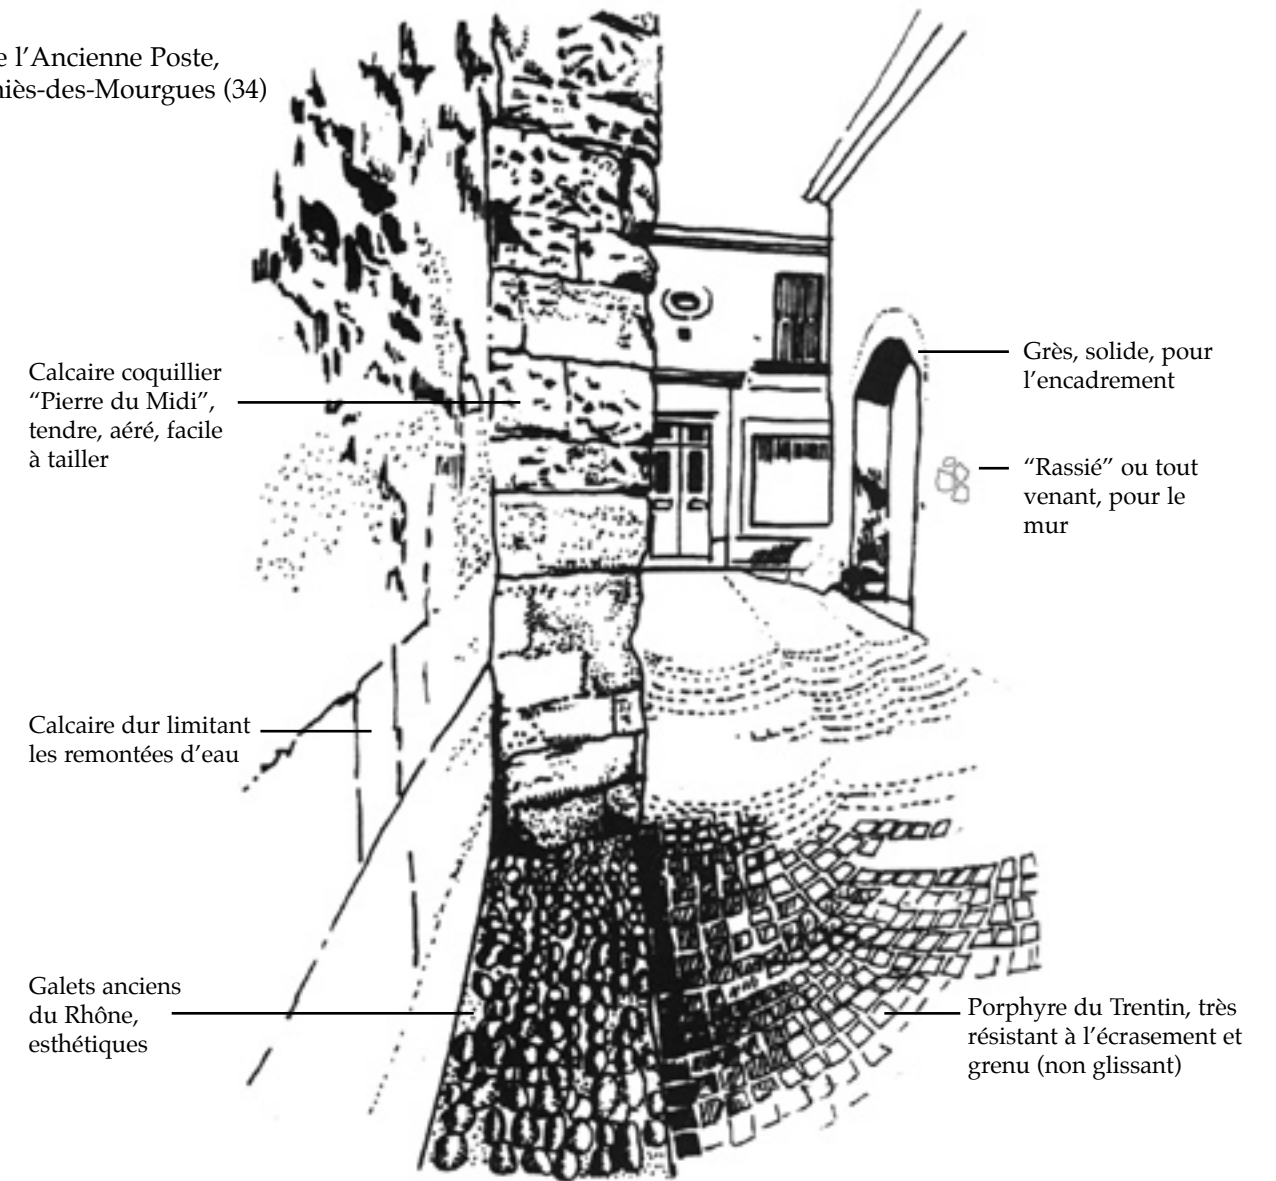 l’Ancienne Poste,
-des-Mourgues (34)
Calcaire coquillier
“Pierre du Midi”,
tendre, aéré, facile
à tailler
Grès, solide, pour
l’encadrement
“Rassié” ou tout
venant, pour le
mur
Calcaire dur limitant
les remontées d’eau
Galets anciens
du Rhône,
esthétiques
Porphyre du Trentin, très
résistant à l’écrasement et
grenu (non glissant)